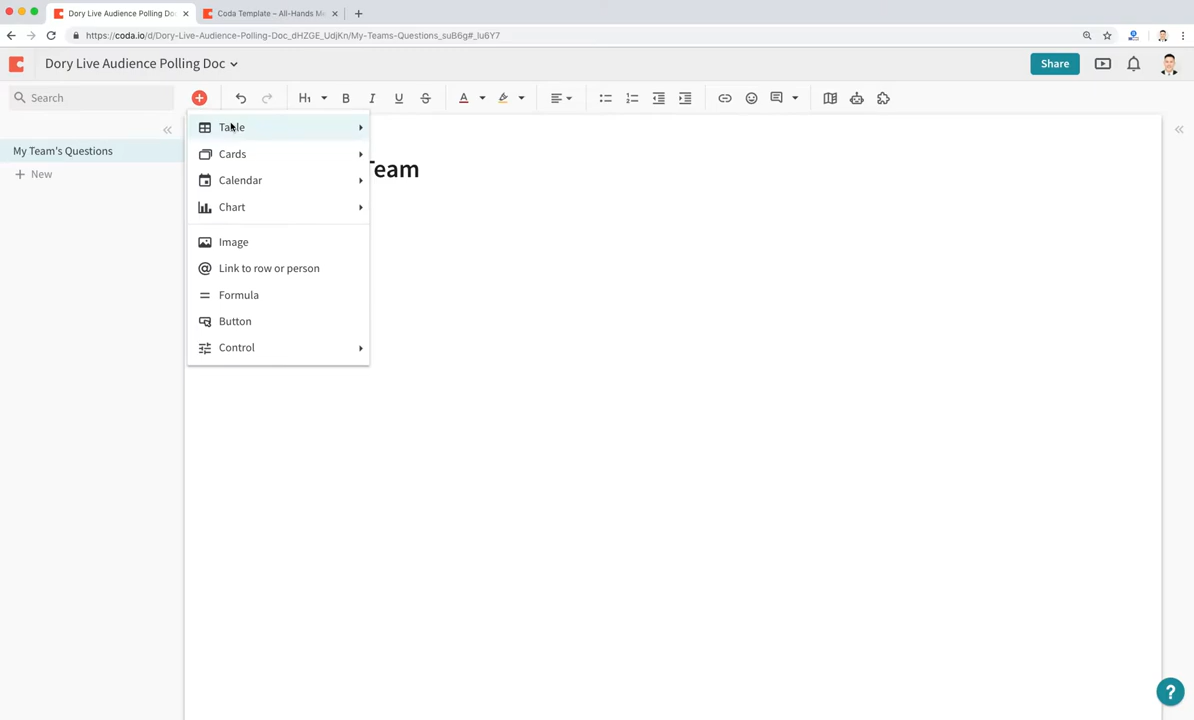 Dory Live Audience Polling Do
Coda Template – All-Hands M
https://coda.io/d/Dory-Live-Audience-Polling-Doc_dHZGE_UdjKn/My-Teams-Questions_suB6g#_lu6Y7
Dory Live Audience Polling Doc
Share
Search
H1
B
I
U
S
A
Table
Cards
Calendar
Chart
Image
Link to row or person
Formula
Button
Control
My Team's Questions
New
Team
?